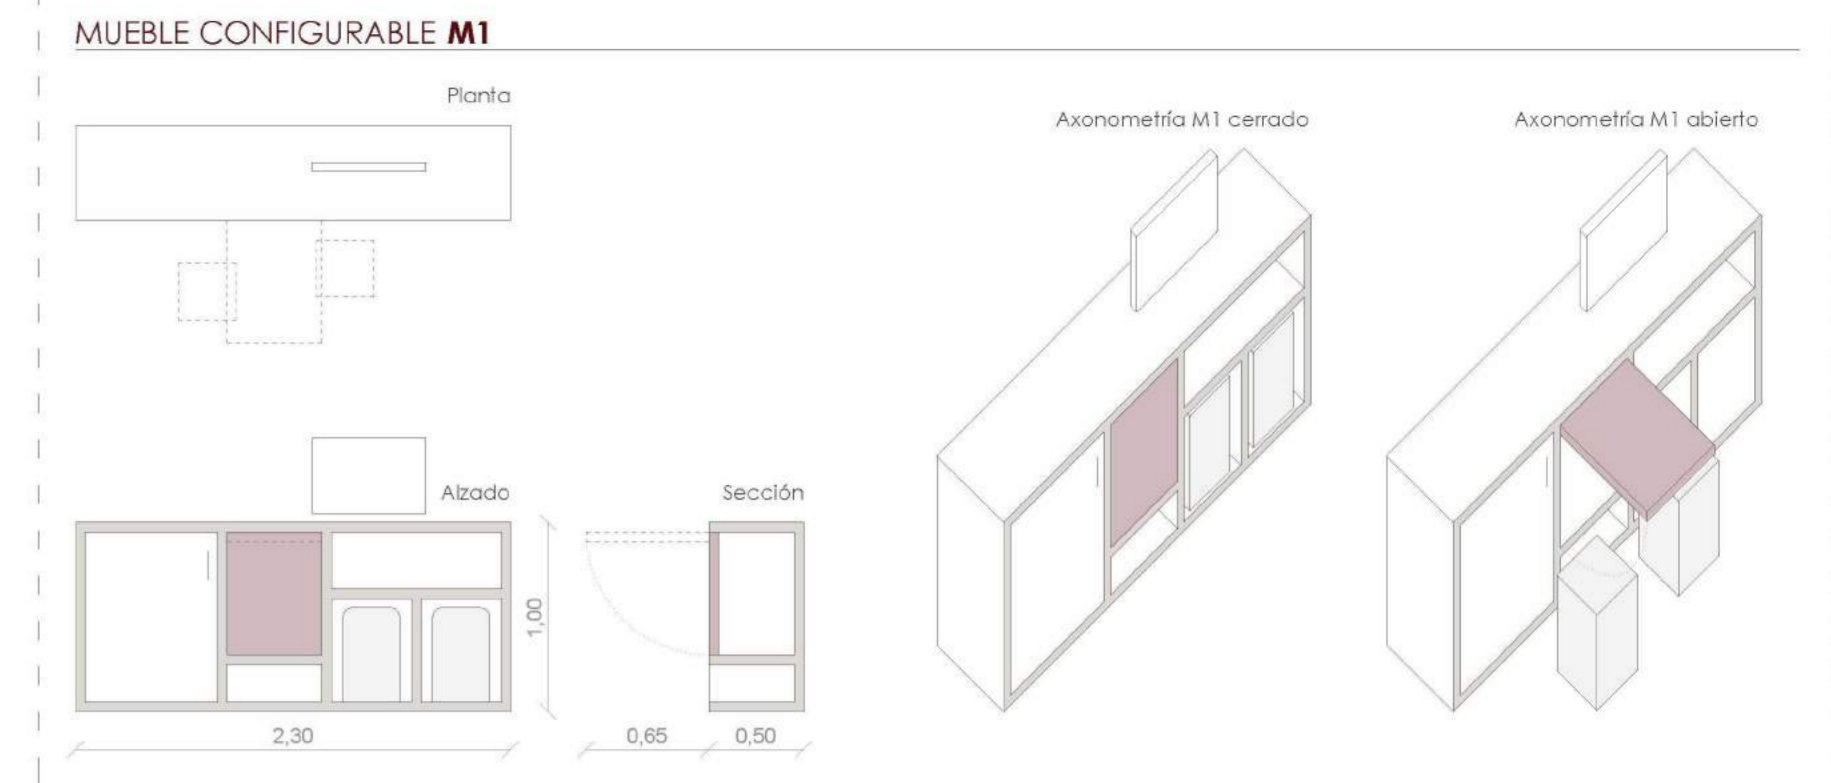 MUEBLE CONFIGURABLE M1
Planta
Axonometría M1 cerrado
Axonometría M1 abierto
Alzado
Sección
1,00
2,30
0,65
0,50